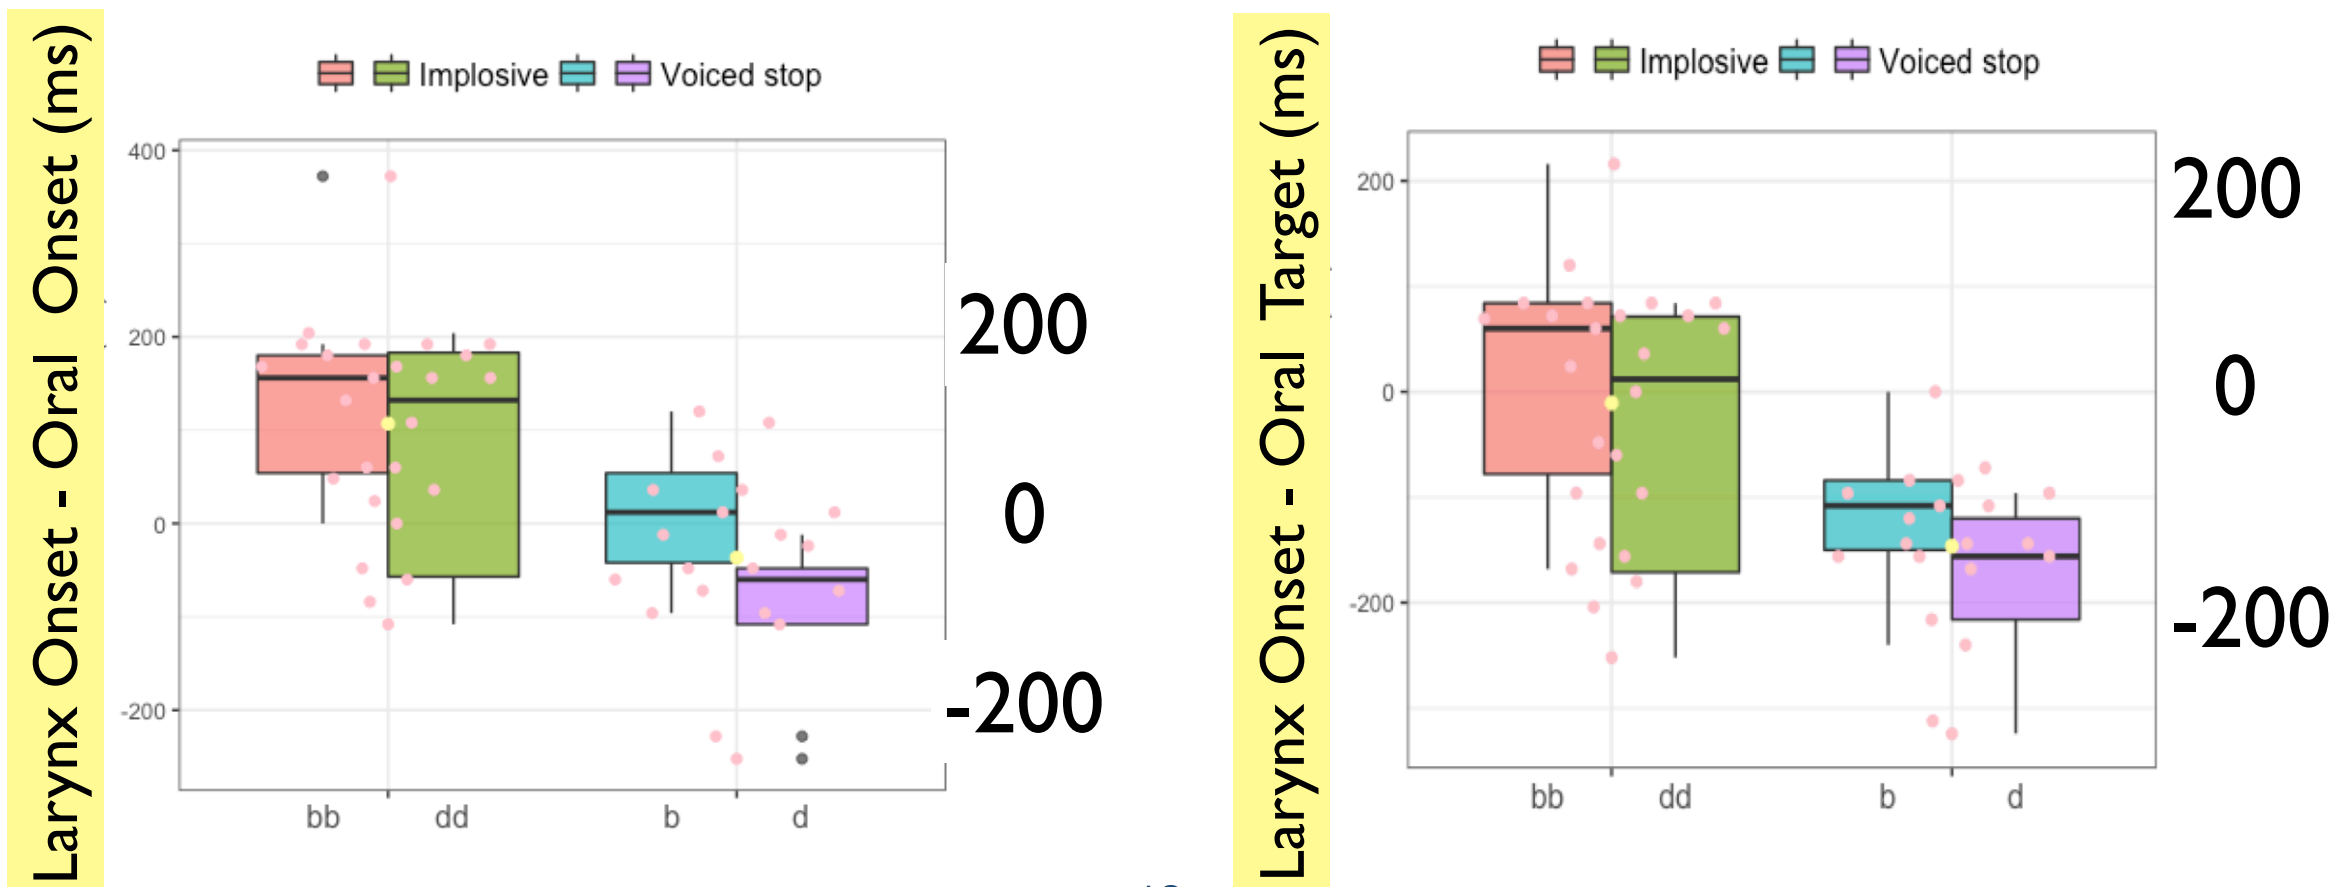 Larynx Onset - Oral Onset (ms)
Implosive Voiced stop
400
200
0
-200
200
0
-200
bb dd b d
Larynx Onset - Oral Target (ms)
Implosive Voiced stop
200
0
-200
200
0
-200
bb dd b d